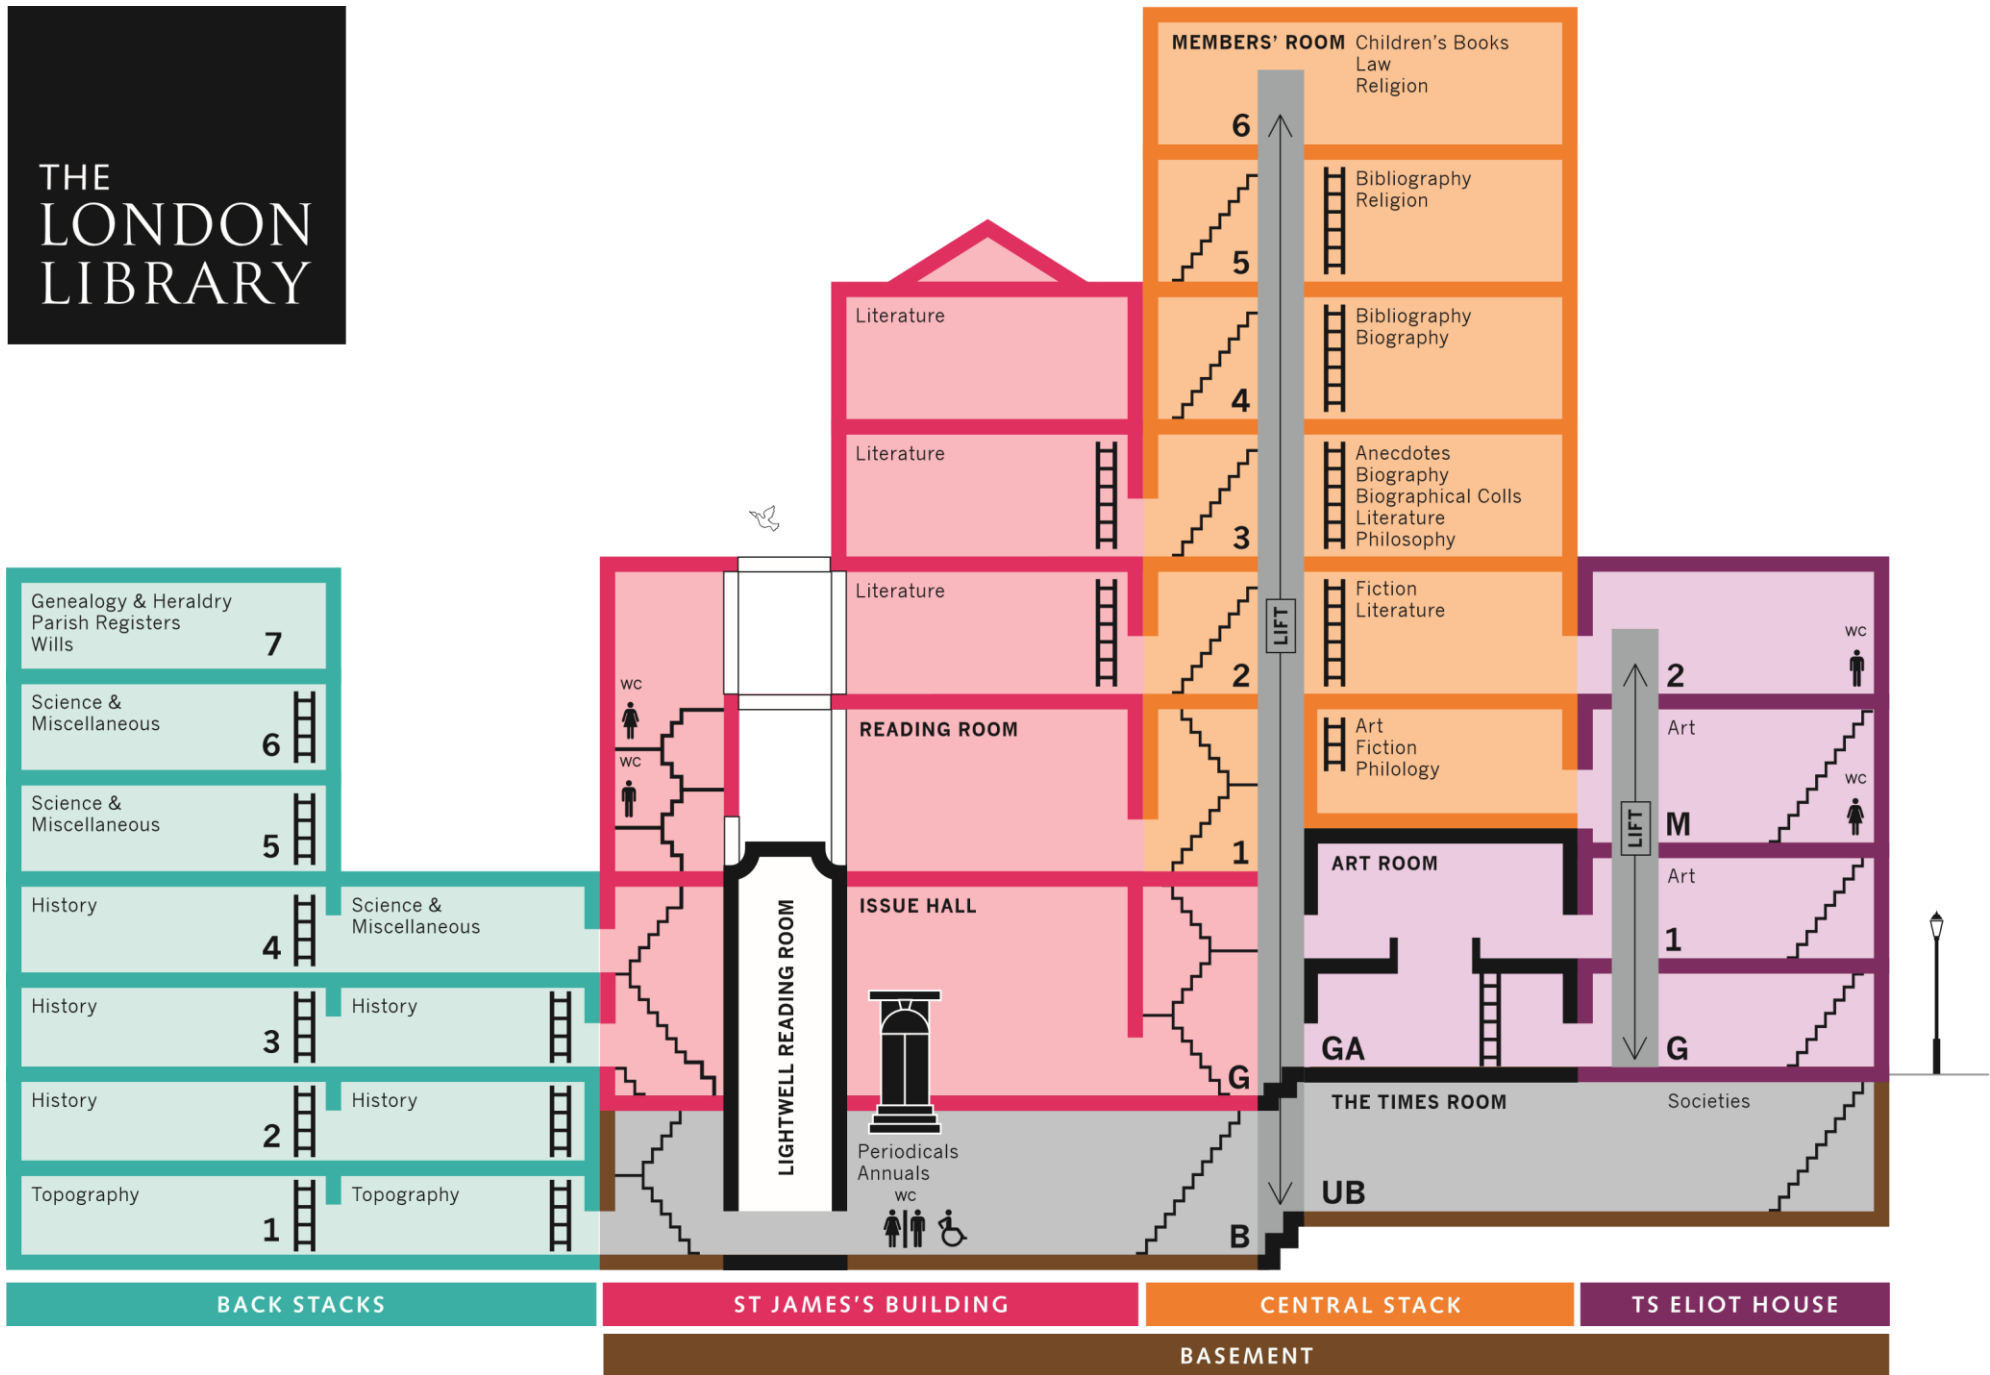 THE
LONDON
LIBRARY
MEMBERS' ROOM
Children's Books
Law
Religion
6
Bibliography
Religion
5
Bibliography
Biography
4
Anecdotes
Biography
Biographical Colls
Literature
Philosophy
3
Fiction
Literature
2
LIFT
Art
Fiction
Philology
1
Literature
Literature
Literature
READING ROOM
ISSUE HALL
G
WC
WC
LIGHTWELL READING ROOM
Periodicals
Annuals
WC
B
Genealogy & Heraldry
Parish Registers
Wills
7
Science &
Miscellaneous
6
Science &
Miscellaneous
5
History
4
Science &
Miscellaneous
History
3
History
History
2
History
Topography
1
Topography
ART ROOM
GA
THE TIMES ROOM
UB
Societies
WC
2
Art
M
WC
LIFT
Art
1
G
BACK STACKS
ST JAMES'S BUILDING
CENTRAL STACK
TS ELIOT HOUSE
BASEMENT